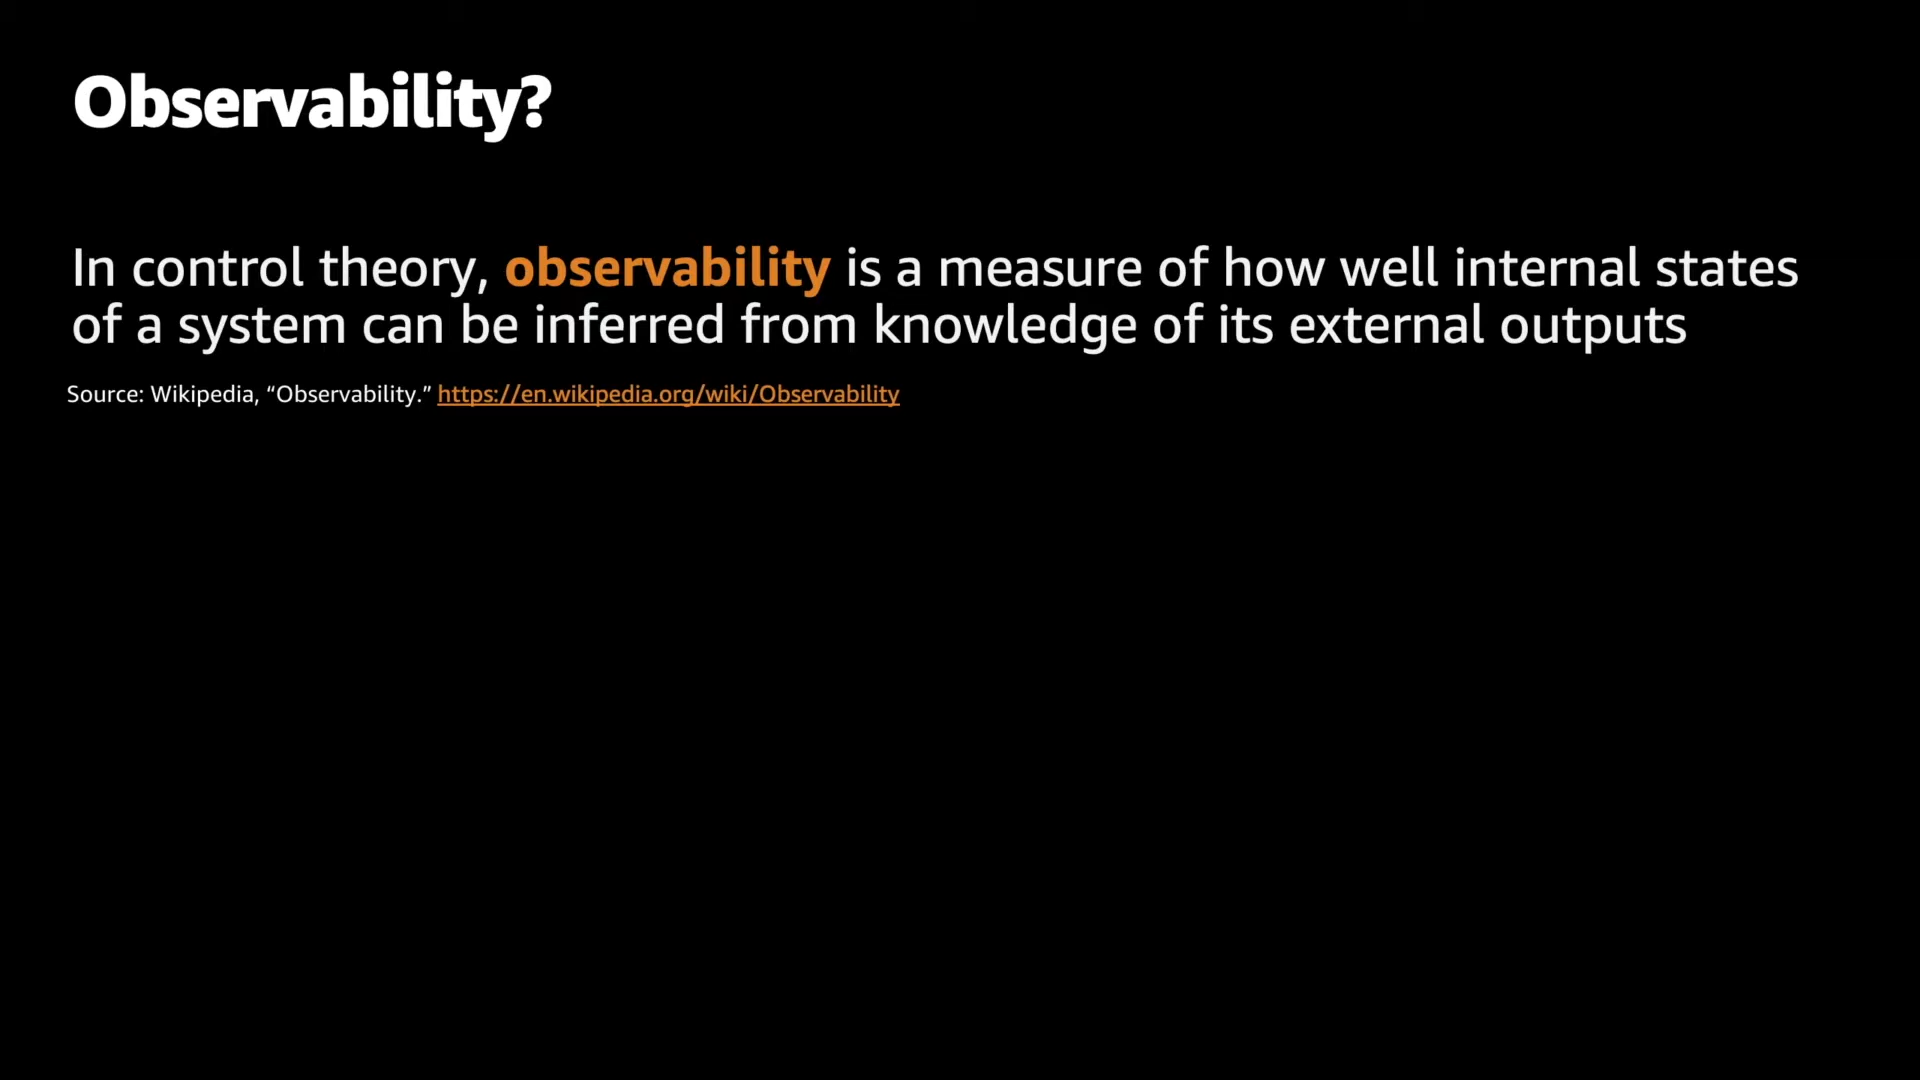 Observability?
In control theory, observability is a measure of how well internal states
of a system can be inferred from knowledge of its external outputs
Source: Wikipedia, “Observability.” https://en.wikipedia.org/wiki/Observability